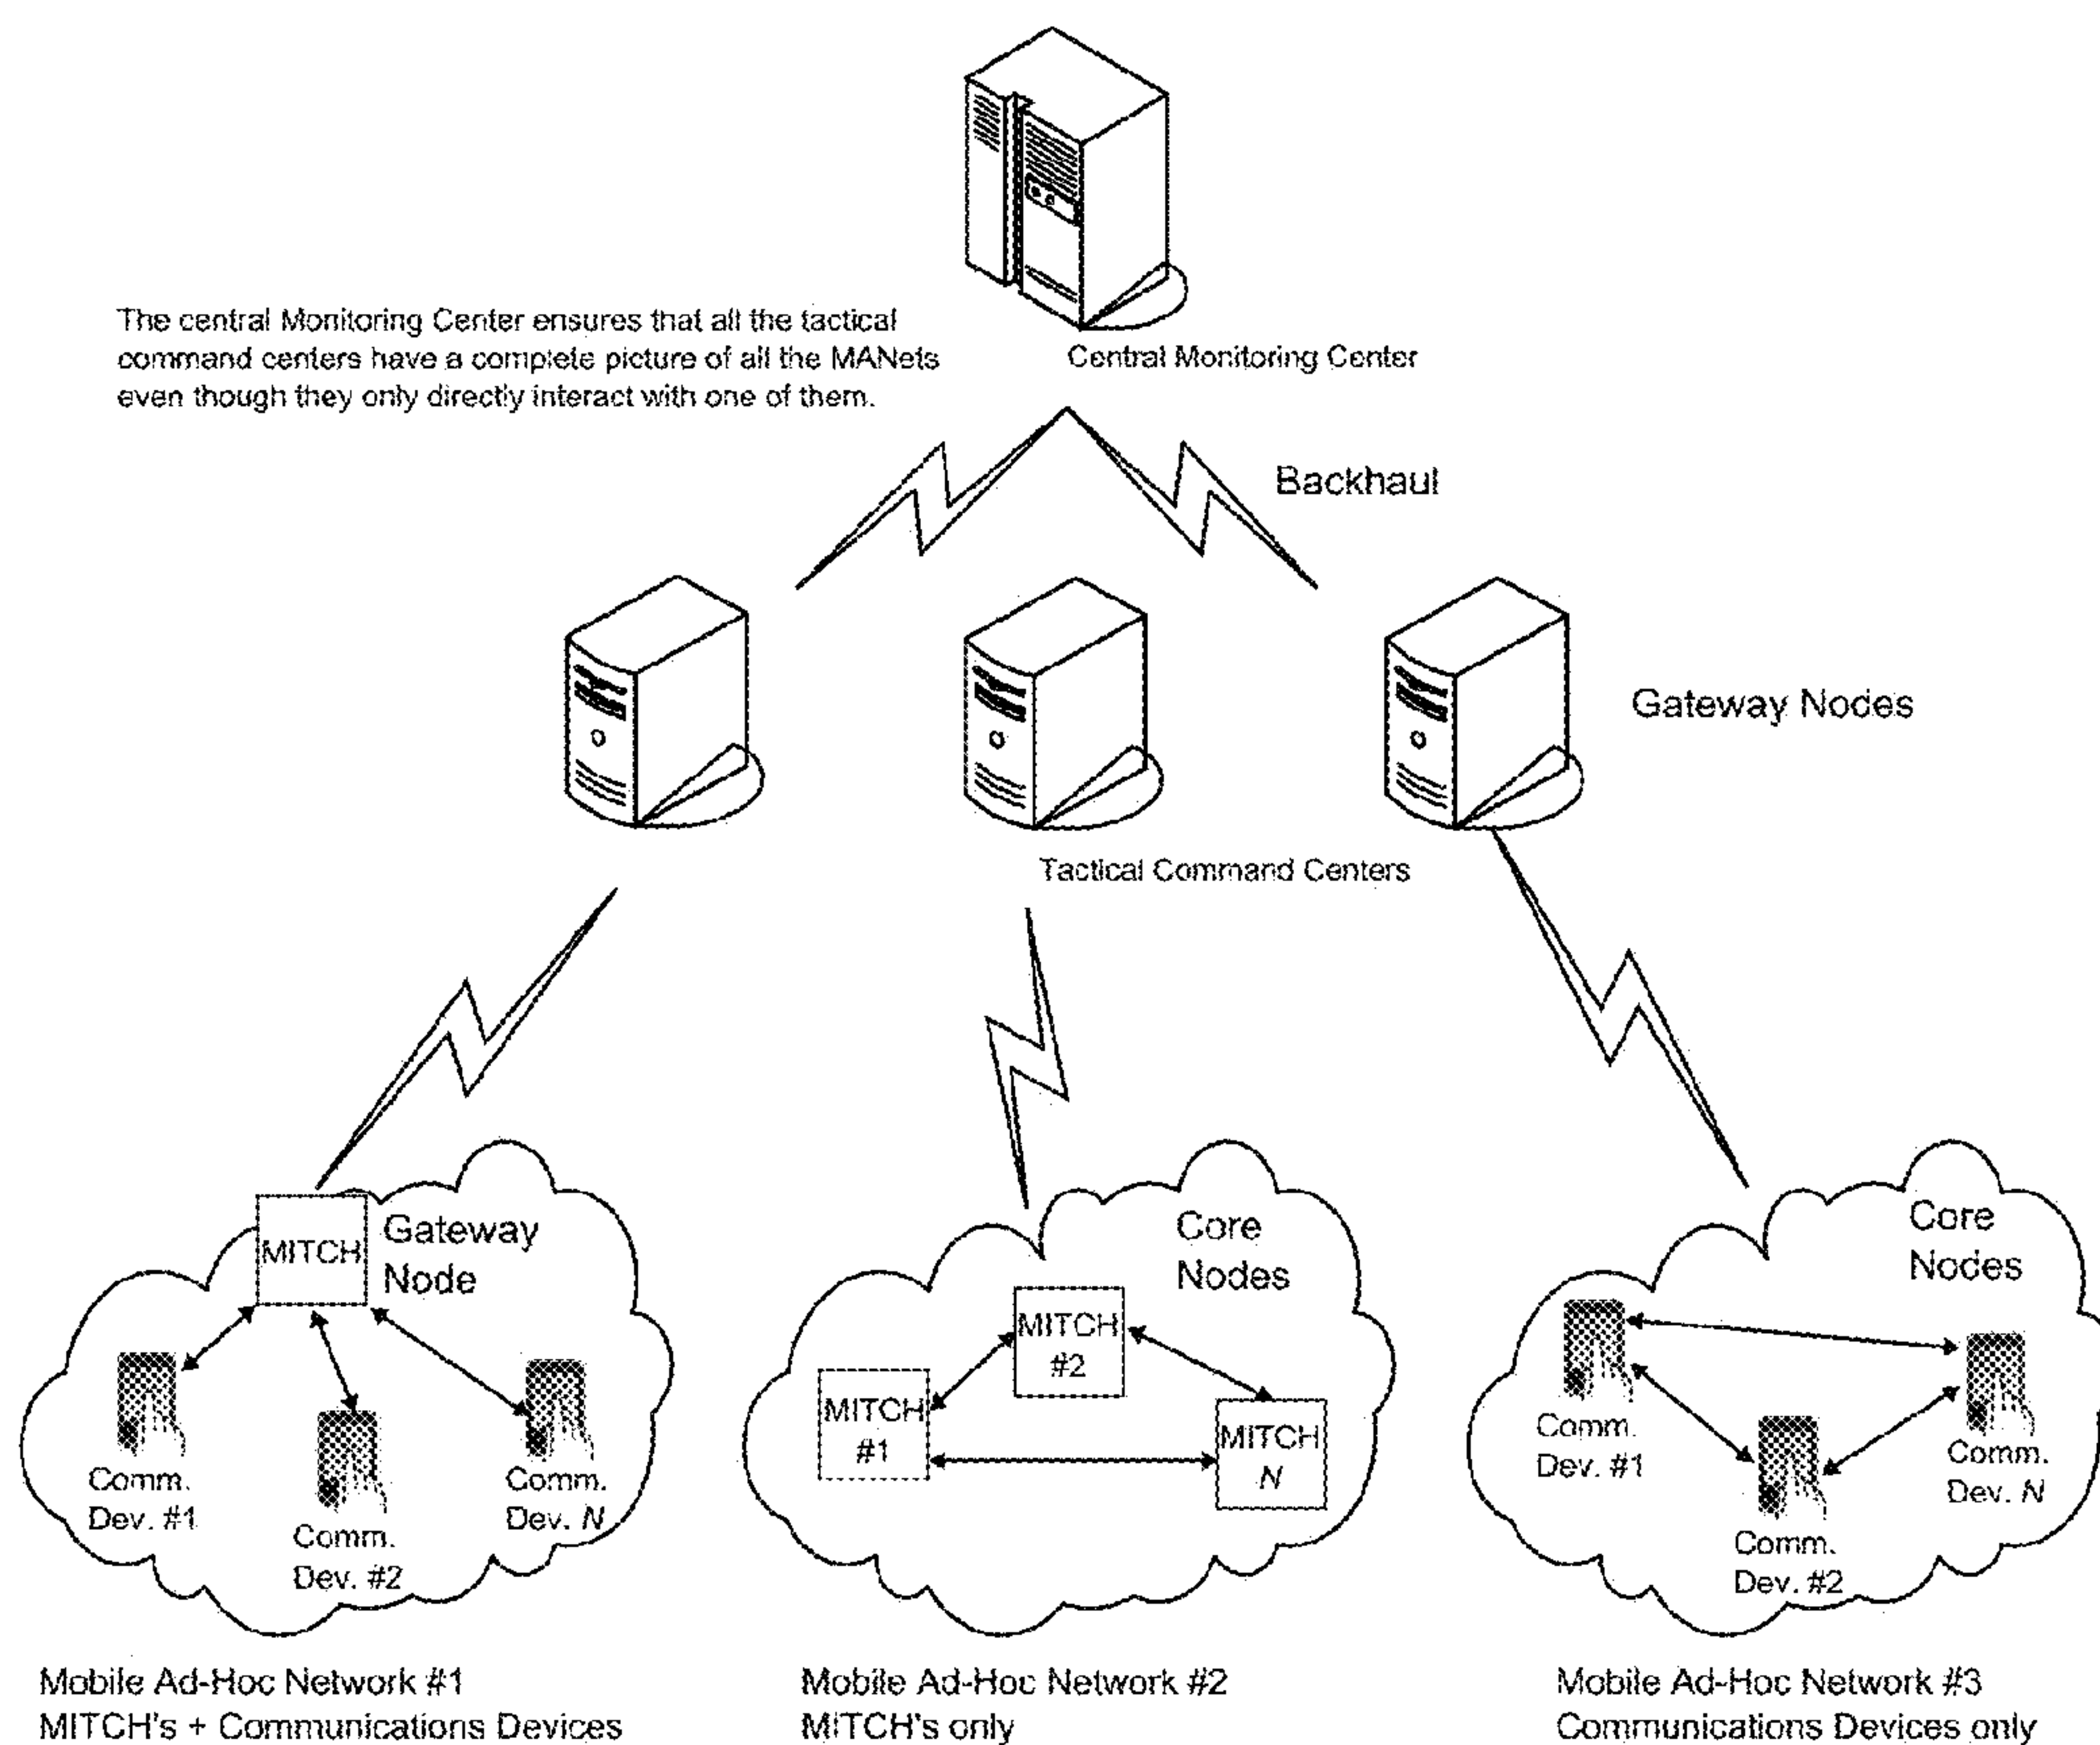 The central Monitoring Center ensures that all the tactical
command centers have a complete picture of all the MANets
even though they only directly interact with one of them.
Central Monitoring Center
Backhaul
Gateway Nodes
Tactical Command Centers
MITCH
Gateway
Node
Comm.
Dev. #1
Comm.
Dev. #2
Comm.
Dev. N
Core
Nodes
MITCH
#1
MITCH
#2
MITCH
N
Core
Nodes
Comm.
Dev. #1
Comm.
Dev. #2
Comm.
Dev. N
Mobile Ad-Hoc Network #1
MITCH's + Communications Devices
Mobile Ad-Hoc Network #2
MITCH's only
Mobile Ad-Hoc Network #3
Communications Devices only